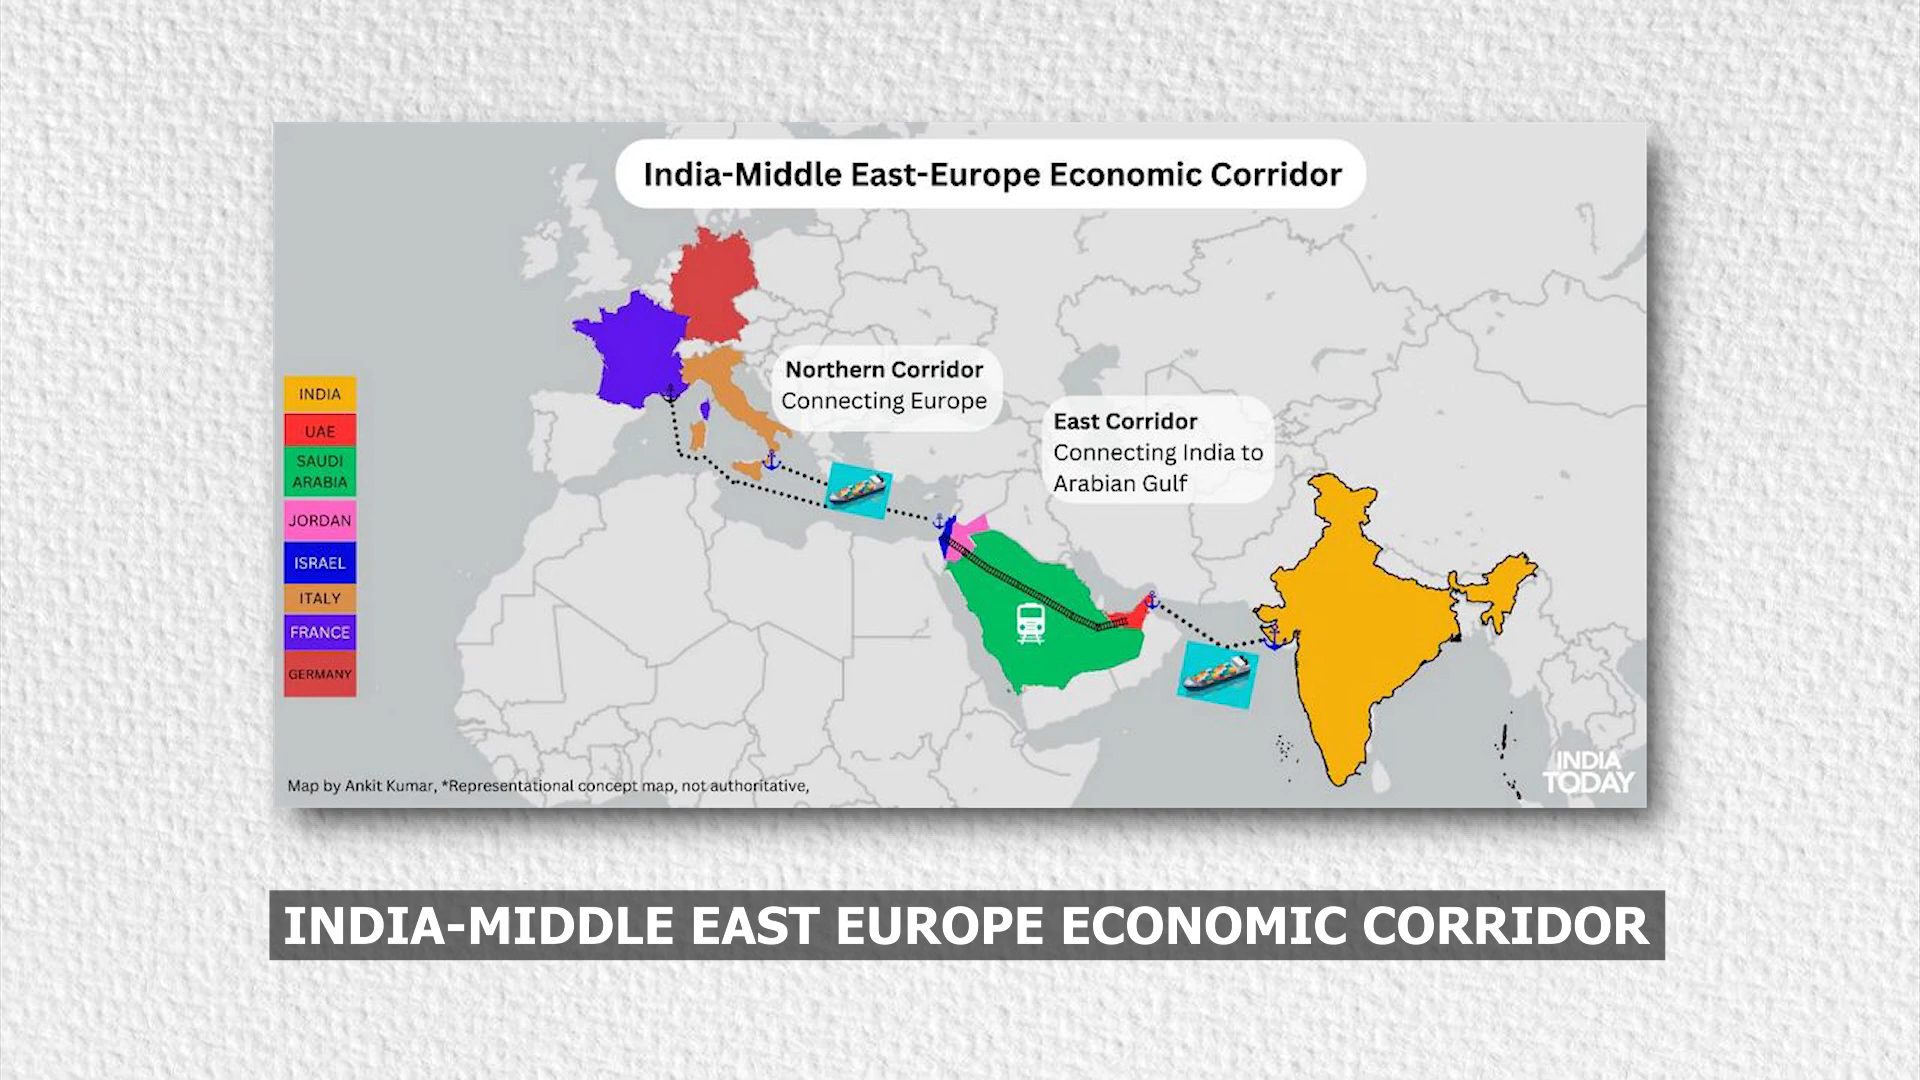 India-Middle East-Europe Economic Corridor
Northern Corridor
Connecting Europe
East Corridor
Connecting India to
Arabian Gulf
INDIA
UAE
SAUDI
ARABIA
JORDAN
ISRAEL
ITALY
FRANCE
GERMANY
Map by Ankit Kumar, *Representational concept map, not authoritative,
INDIA
TODAY
INDIA-MIDDLE EAST EUROPE ECONOMIC CORRIDOR